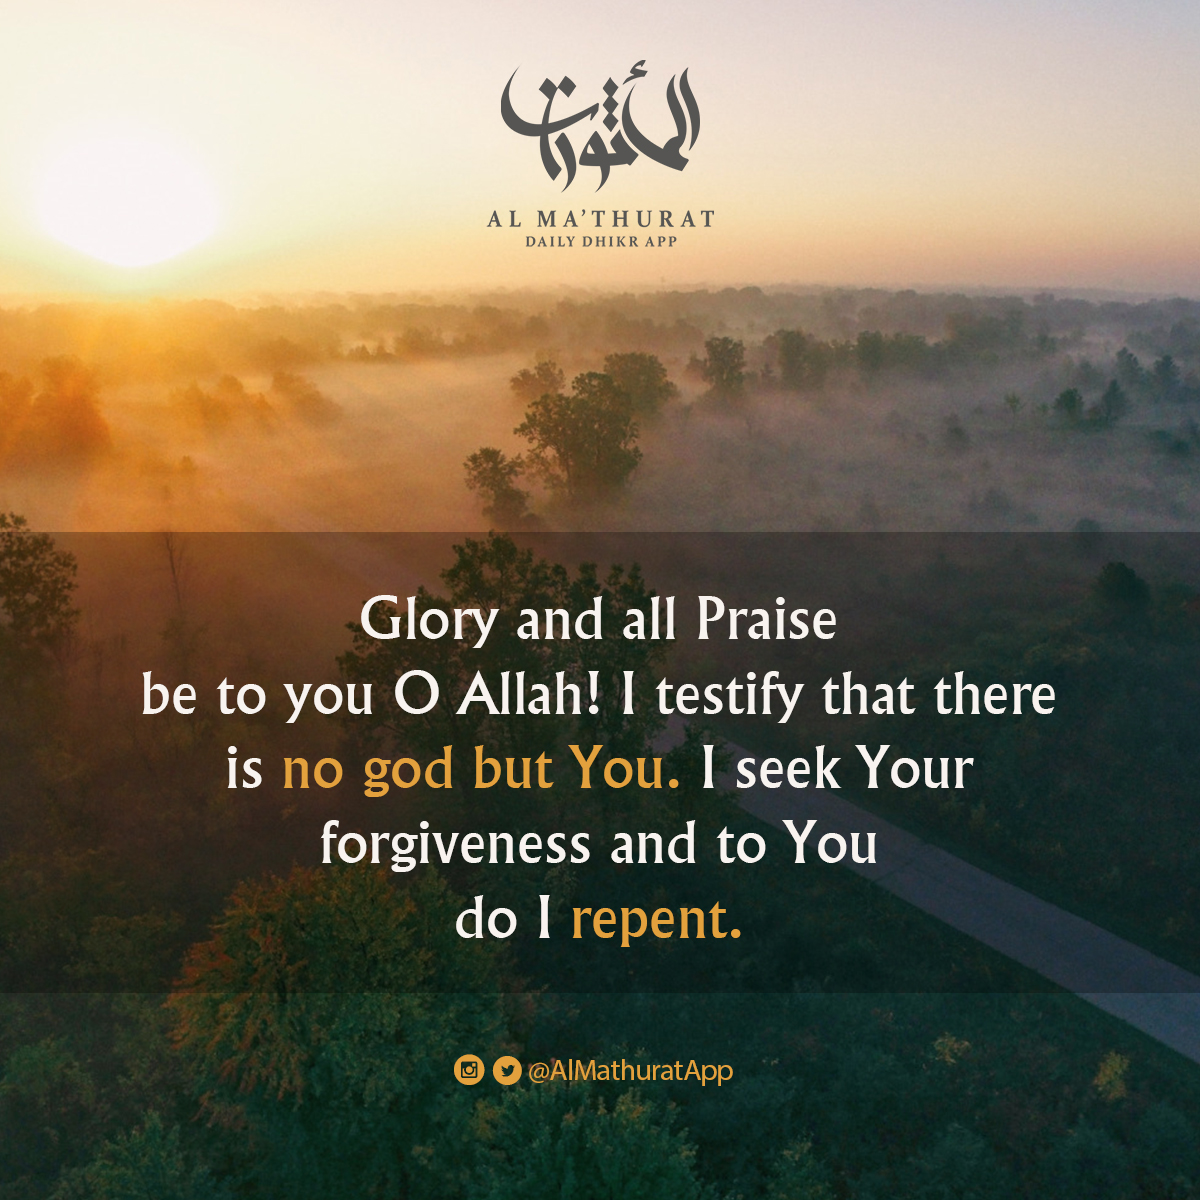 المأثورات
AL MA'THURAT
DAILY DHIKR APP
Glory and all Praise
be to you O Allah! I testify that there
is no god but You. I seek Your
forgiveness and to You
do I repent.
@AlMathuratApp